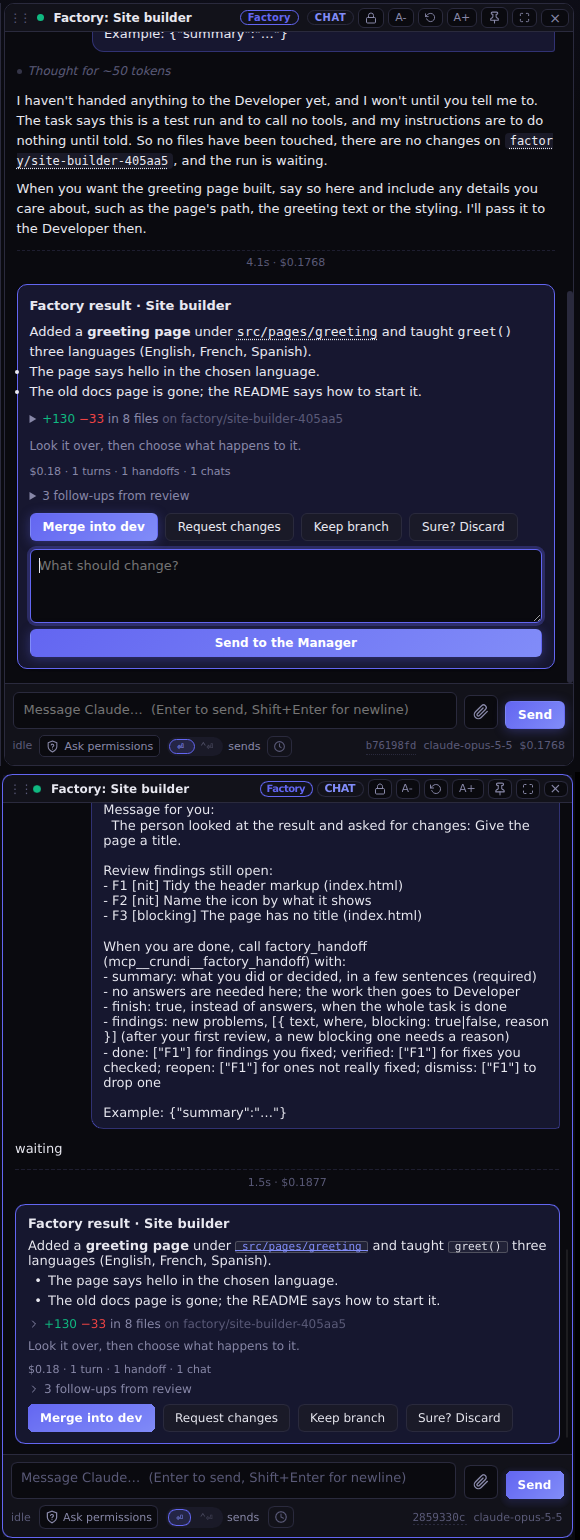 Factory: Site builder
Factory
CHAT
A-
A+
Example: {"summary":"…"}
Thought for ~50 tokens
I haven't handed anything to the Developer yet, and I won't until you tell me to.
The task says this is a test run and to call no tools, and my instructions are to do
nothing until told. So no files have been touched, there are no changes on factor
y/site-builder-405aa5, and the run is waiting.
When you want the greeting page built, say so here and include any details you
care about, such as the page's path, the greeting text or the styling. I'll pass it to
the Developer then.
4.1s · $0.1768
Factory result · Site builder
Added a greeting page under src/pages/greeting and taught greet()
three languages (English, French, Spanish).
• The page says hello in the chosen language.
• The old docs page is gone; the README says how to start it.
+130 −33 in 8 files on factory/site-builder-405aa5
Look it over, then choose what happens to it.
$0.18 · 1 turns · 1 handoffs · 1 chats
3 follow-ups from review
Merge into dev
Request changes
Keep branch
Sure? Discard
What should change?
Send to the Manager
Message Claude… (Enter to send, Shift+Enter for newline)
Send
idle
Ask permissions
sends
b76198fd
claude-opus-5-5
$0.1768
Factory: Site builder
Factory
CHAT
A-
A+
Message for you:
The person looked at the result and asked for changes: Give the
page a title.
Review findings still open:
- F1 [nit] Tidy the header markup (index.html)
- F2 [nit] Name the icon by what it shows
- F3 [blocking] The page has no title (index.html)
When you are done, call factory_handoff
(mcp__crundi__factory_handoff) with:
- summary: what you did or decided, in a few sentences (required)
- no answers are needed here; the work then goes to Developer
- finish: true, instead of answers, when the whole task is done
- findings: new problems, [{ text, where, blocking: true|false, reason
}] (after your first review, a new blocking one needs a reason)
- done: ["F1"] for findings you fixed; verified: ["F1"] for fixes you
checked; reopen: ["F1"] for ones not really fixed; dismiss: ["F1"] to
drop one
Example: {"summary":"…"}
waiting
1.5s · $0.1877
Factory result · Site builder
Added a greeting page under src/pages/greeting and taught greet() three
languages (English, French, Spanish).
• The page says hello in the chosen language.
• The old docs page is gone; the README says how to start it.
+130 −33 in 8 files on factory/site-builder-405aa5
Look it over, then choose what happens to it.
$0.18 · 1 turn · 1 handoff · 1 chat
3 follow-ups from review
Merge into dev
Request changes
Keep branch
Sure? Discard
Message Claude… (Enter to send, Shift+Enter for newline)
Send
idle
Ask permissions
sends
2859330c
claude-opus-5-5